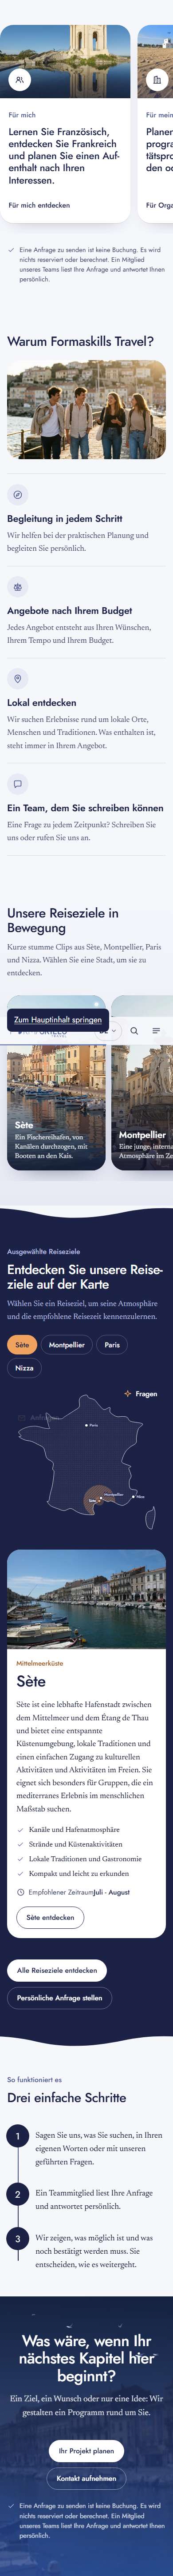 Für mich
Lernen Sie Französisch,
entdecken Sie Frankreich
und planen Sie einen Auf-
enthalt nach Ihren
Interessen.
Für mich entdecken
Eine Anfrage zu senden ist keine Buchung. Es wird
nichts reserviert oder berechnet. Ein Mitglied
unseres Teams liest Ihre Anfrage und antwortet Ihnen
persönlich.
Warum Formaskills Travel?
Begleitung in jedem Schritt
Wir helfen bei der praktischen Planung und
begleiten Sie persönlich.
Angebote nach Ihrem Budget
Jedes Angebot entsteht aus Ihren Wünschen,
Ihrem Tempo und Ihrem Budget.
Lokal entdecken
Wir suchen Erlebnisse rund um lokale Orte,
Menschen und Traditionen. Was enthalten ist,
steht immer in Ihrem Angebot.
Ein Team, dem Sie schreiben können
Eine Frage zu jedem Zeitpunkt? Schreiben Sie
uns oder rufen Sie uns an.
Unsere Reiseziele in
Bewegung
Kurze stumme Clips aus Sète, Montpellier, Paris
und Nizza. Wählen Sie eine Stadt, um sie zu
entdecken.
Zum Hauptinhalt springen
Sète
Ein Fischereihafen, von
Kanälen durchzogen, mit
Booten an den Kais.
Montpellier
Eine junge,
Ausgewählte Reiseziele
Entdecken Sie unsere Reise-
ziele auf der Karte
Wählen Sie ein Reiseziel, um seine Atmosphäre
und die empfohlene Reisezeit kennenzulernen.
Sète
Montpellier
Paris
Nizza
Fragen
Paris
Montpellier
Sète
Nizza
Mittelmeerküste
Sète
Sète ist eine lebhafte Hafenstadt zwischen
dem Mittelmeer und dem Étang de Thau
und bietet eine entspannte
Küstenumgebung, lokale Traditionen und
einen einfachen Zugang zu kulturellen
Aktivitäten und Aktivitäten im Freien. Sie
eignet sich besonders für Gruppen, die ein
mediterranes Erlebnis im menschlichen
Maßstab suchen.
Kanäle und Hafenatmosphäre
Strände und Küstenaktivitäten
Lokale Traditionen und Gastronomie
Kompakt und leicht zu erkunden
Empfohlener ZeitraumJuli - August
Sète entdecken
Alle Reiseziele entdecken
Persönliche Anfrage stellen
So funktioniert es
Drei einfache Schritte
1
Sagen Sie uns, was Sie suchen, in Ihren
eigenen Worten oder mit unseren
geführten Fragen.
2
Ein Teammitglied liest Ihre Anfrage
und antwortet persönlich.
3
Wir zeigen, was möglich ist und was
noch bestätigt werden muss. Sie
entscheiden, wie es weitergeht.
Was wäre, wenn Ihr
nächstes Kapitel hier
beginnt?
Ein Ziel, ein Wunsch oder nur eine Idee: Wir
gestalten ein Programm rund um Sie.
Ihr Projekt planen
Kontakt aufnehmen
Eine Anfrage zu senden ist keine Buchung. Es wird
nichts reserviert oder berechnet. Ein Mitglied
unseres Teams liest Ihre Anfrage und antwortet Ihnen
persönlich.